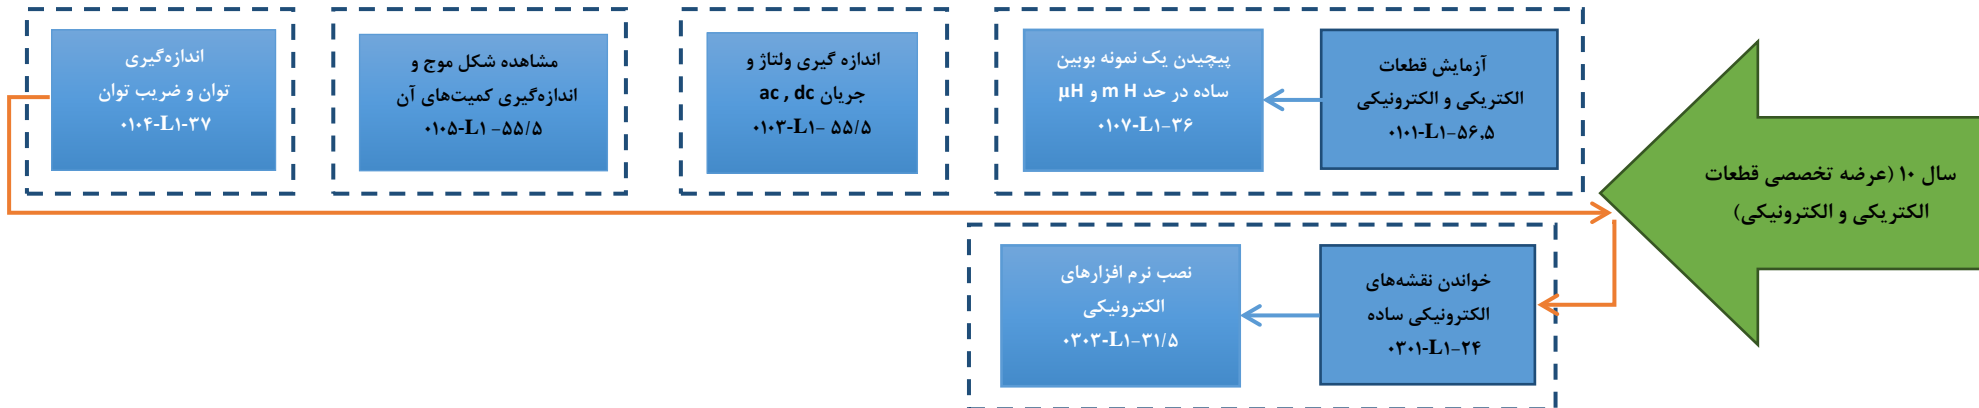 سال ۱۰ (عرضه تخصصی قطعات
الکتریکی و الکترونیکی)
آزمایش قطعات
الکتریکی و الکترونیکی
۰۱۰۱-L۱-۵۶,۵
پیچیدن یک نمونه بوبین
ساده در حد m H و µH
۰۱۰۷-L۱-۳۶
اندازه گیری ولتاژ و
جریان ac , dc
۰۱۰۳-L۱- ۵۵/۵
مشاهده شکل موج و
اندازه‌گیری کمیت‌های آن
۰۱۰۵-L۱ -۵۵/۵
اندازه‌گیری
توان و ضریب توان
۰۱۰۴-L۱-۳۷
خواندن نقشه‌های
الکترونیکی ساده
۰۳۰۱-L۱-۲۴
نصب نرم افزارهای
الکترونیکی
۰۳۰۳-L۱-۳۱/۵